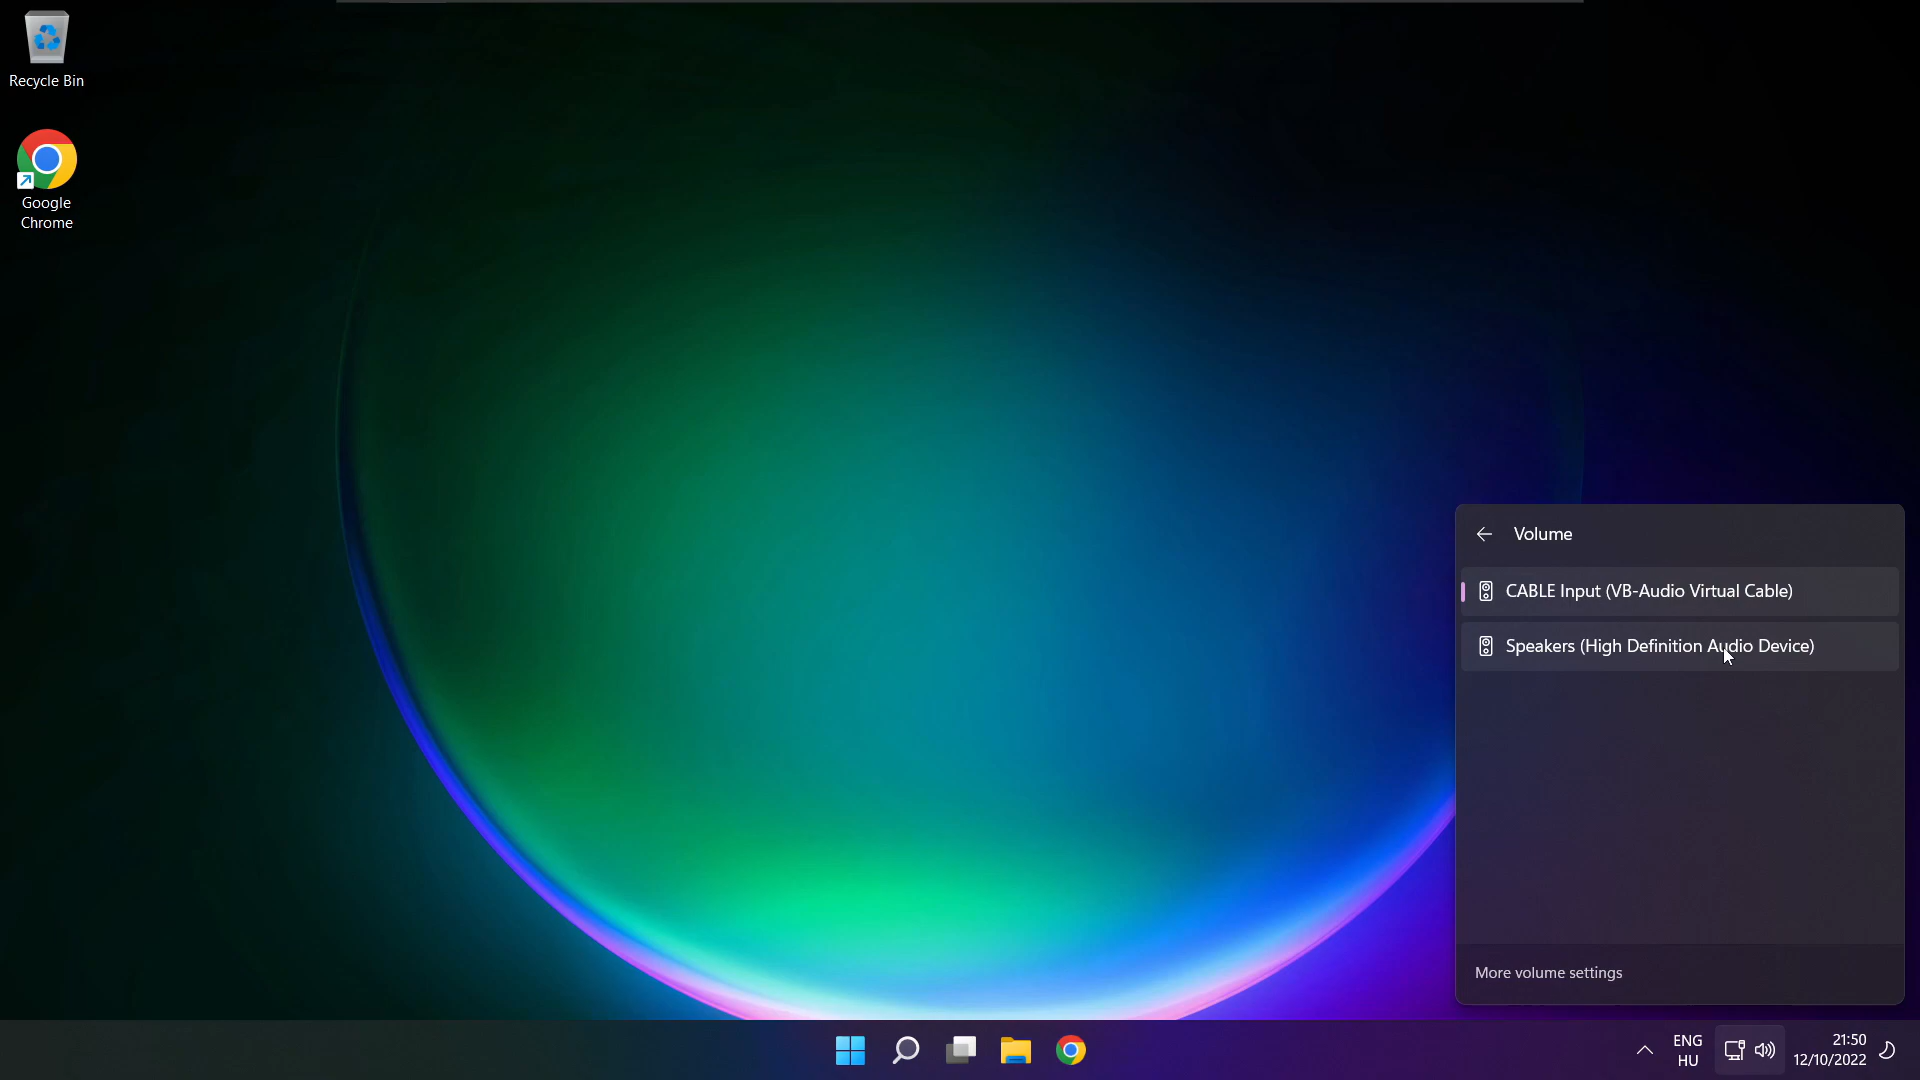 Recycle Bin
Google
Chrome
Volume
CABLE Input (VB-Audio Virtual Cable)
Speakers (High Definition Audio Device)
More volume settings
ENG
HU
21:50
12/10/2022